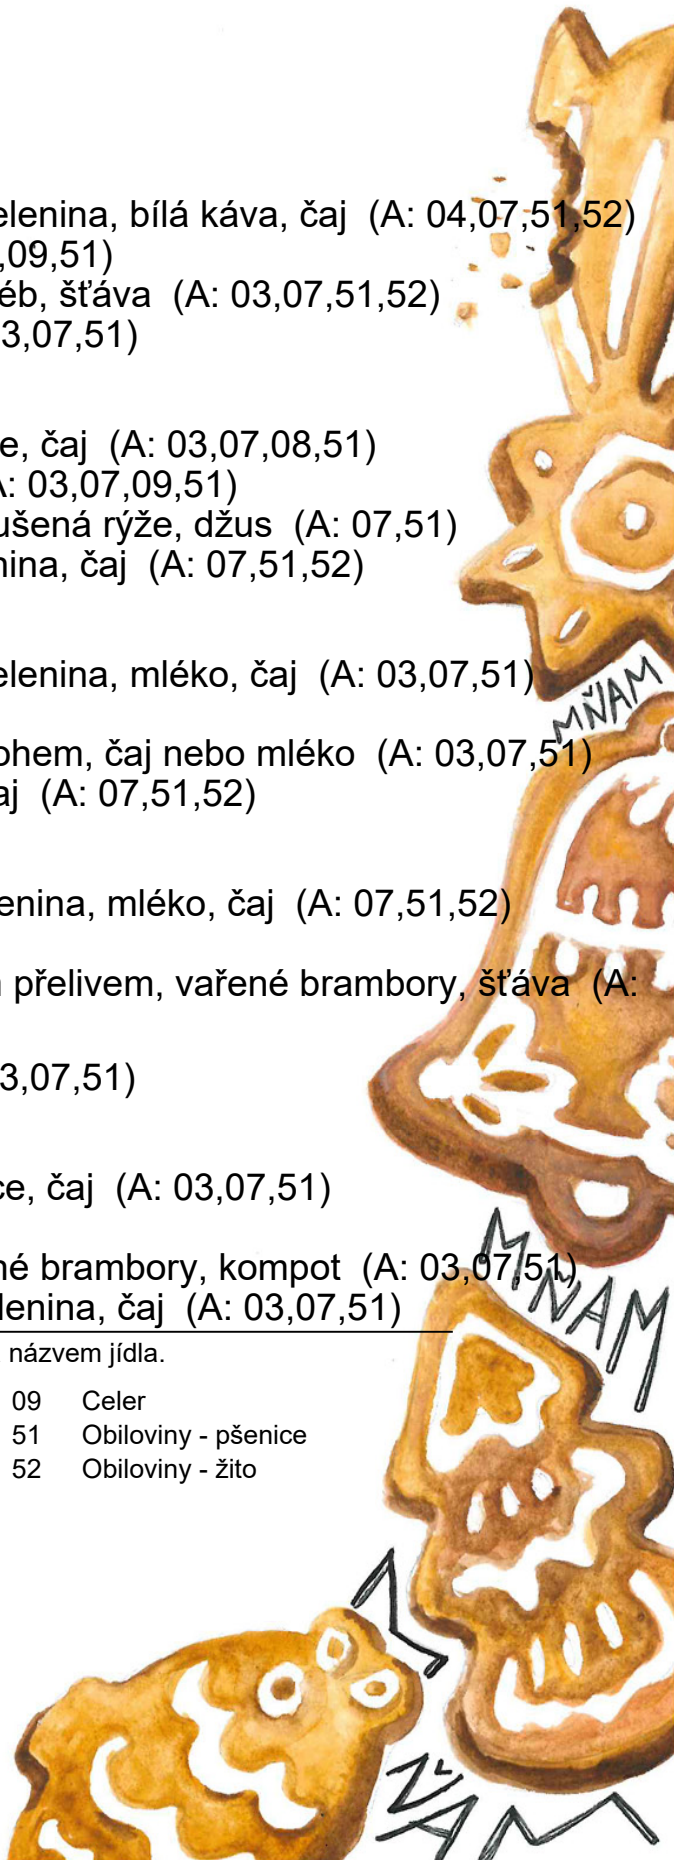 elenina, bílá káva, čaj (A: 04,07,51,52)
,09,51)
éb, šťáva (A: 03,07,51,52)
3,07,51)
e, čaj (A: 03,07,08,51)
A: 03,07,09,51)
ušená rýže, džus (A: 07,51)
nina, čaj (A: 07,51,52)
elenina, mléko, čaj (A: 03,07,51)
MŇAM
ohem, čaj nebo mléko (A: 03,07,51)
aj (A: 07,51,52)
enina, mléko, čaj (A: 07,51,52)
přelivem, vařené brambory, šťáva (A:
3,07,51)
ce, čaj (A: 03,07,51)
né brambory, kompot (A: 03,07,51)
MŇAM
lenina, čaj (A: 03,07,51)
názvem jídla.
09 Celer
51 Obiloviny - pšenice
52 Obiloviny - žito
M
ŇAM